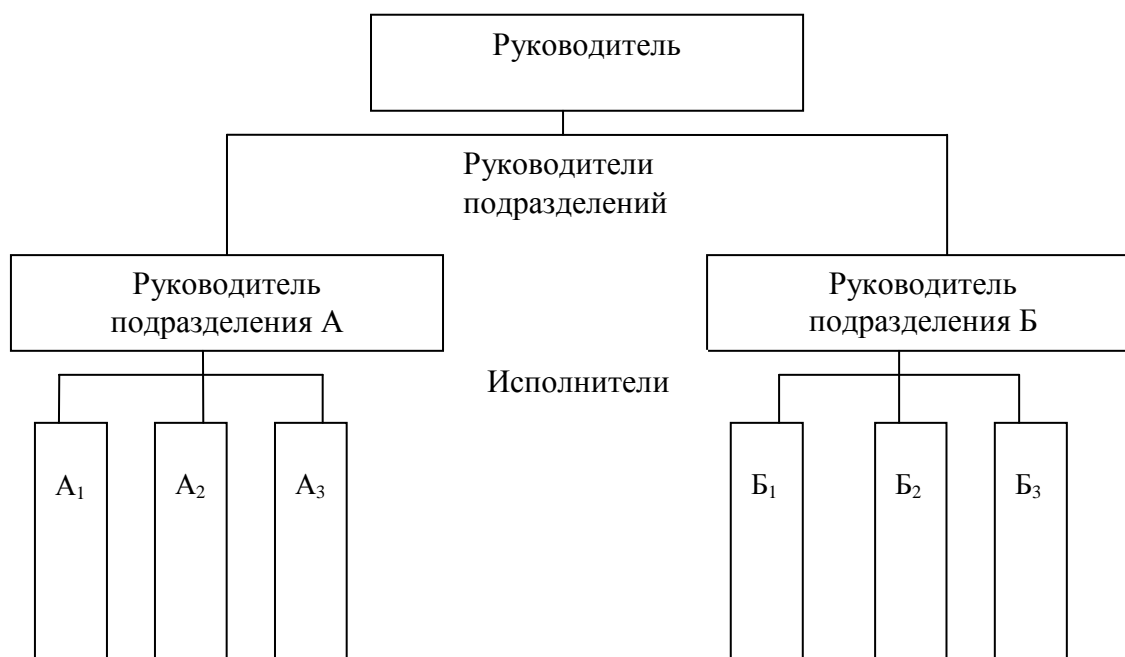 Руководитель
Руководители
подразделений
Руководитель
подразделения А
Руководитель
подразделения Б
Исполнители
А₁
А₂
А₃
Б₁
Б₂
Б₃